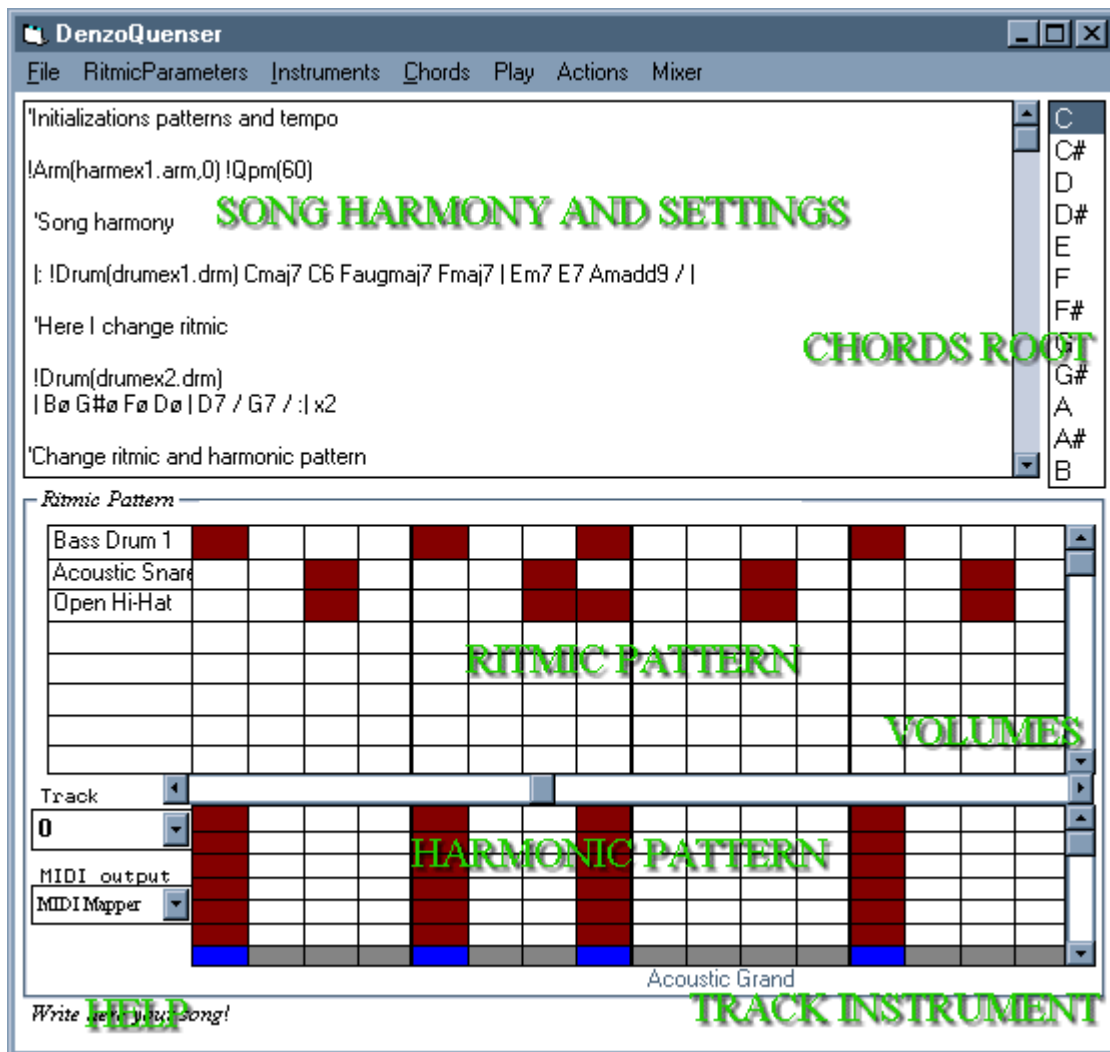 DenzoQuenser
File RitmicParameters Instruments Chords Play Actions Mixer
'Initializations patterns and tempo
!Arm(harmex1.arm,0) !Qpm(60)
'Song harmony
SONG HARMONY AND SETTINGS
|: !Drum(drumex1.drm) Cmaj7 C6 Faugmaj7 Fmaj7 | Em7 E7 Amadd9 / |
'Here I change ritmic
!Drum(drumex2.drm)
| Bø G#ø Fø Dø | D7 / G7 / :| x2
'Change ritmic and harmonic pattern
C
C#
D
D#
E
F
F#
G
CHORDS ROOT
G#
A
A#
B
Ritmic Pattern
Bass Drum 1
Acoustic Snare
Open Hi-Hat
RITMIC PATTERN
VOLUMES
Track
0
HARMONIC PATTERN
MIDI output
MIDI Mapper
Acoustic Grand
TRACK INSTRUMENT
Write here your song!
HELP